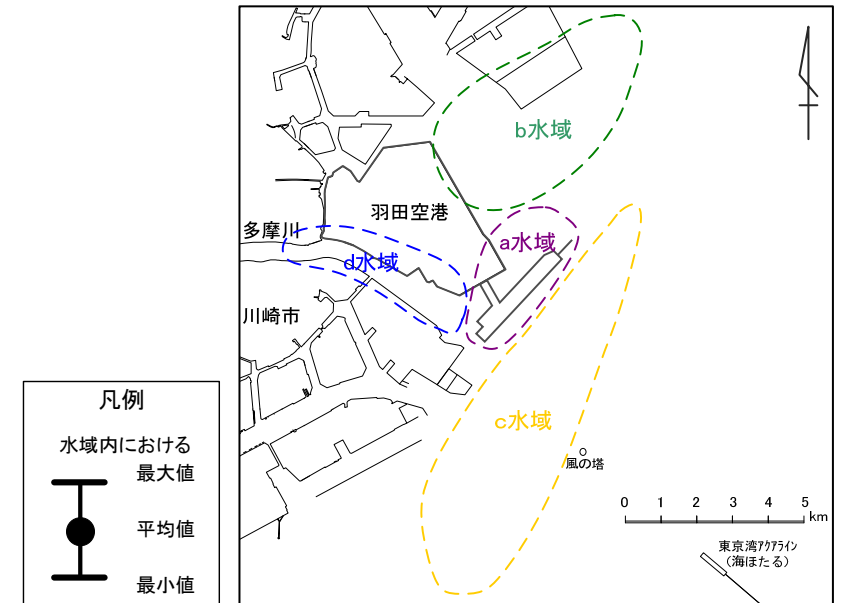 b水域
羽田空港
多摩川
a水域
d水域
川崎市
c水域
風の塔
0 1 2 3 4 5
km
東京湾ｱｸｱﾗｲﾝ
(海ほたる)
凡例
水域内における
最大値
平均値
最小値